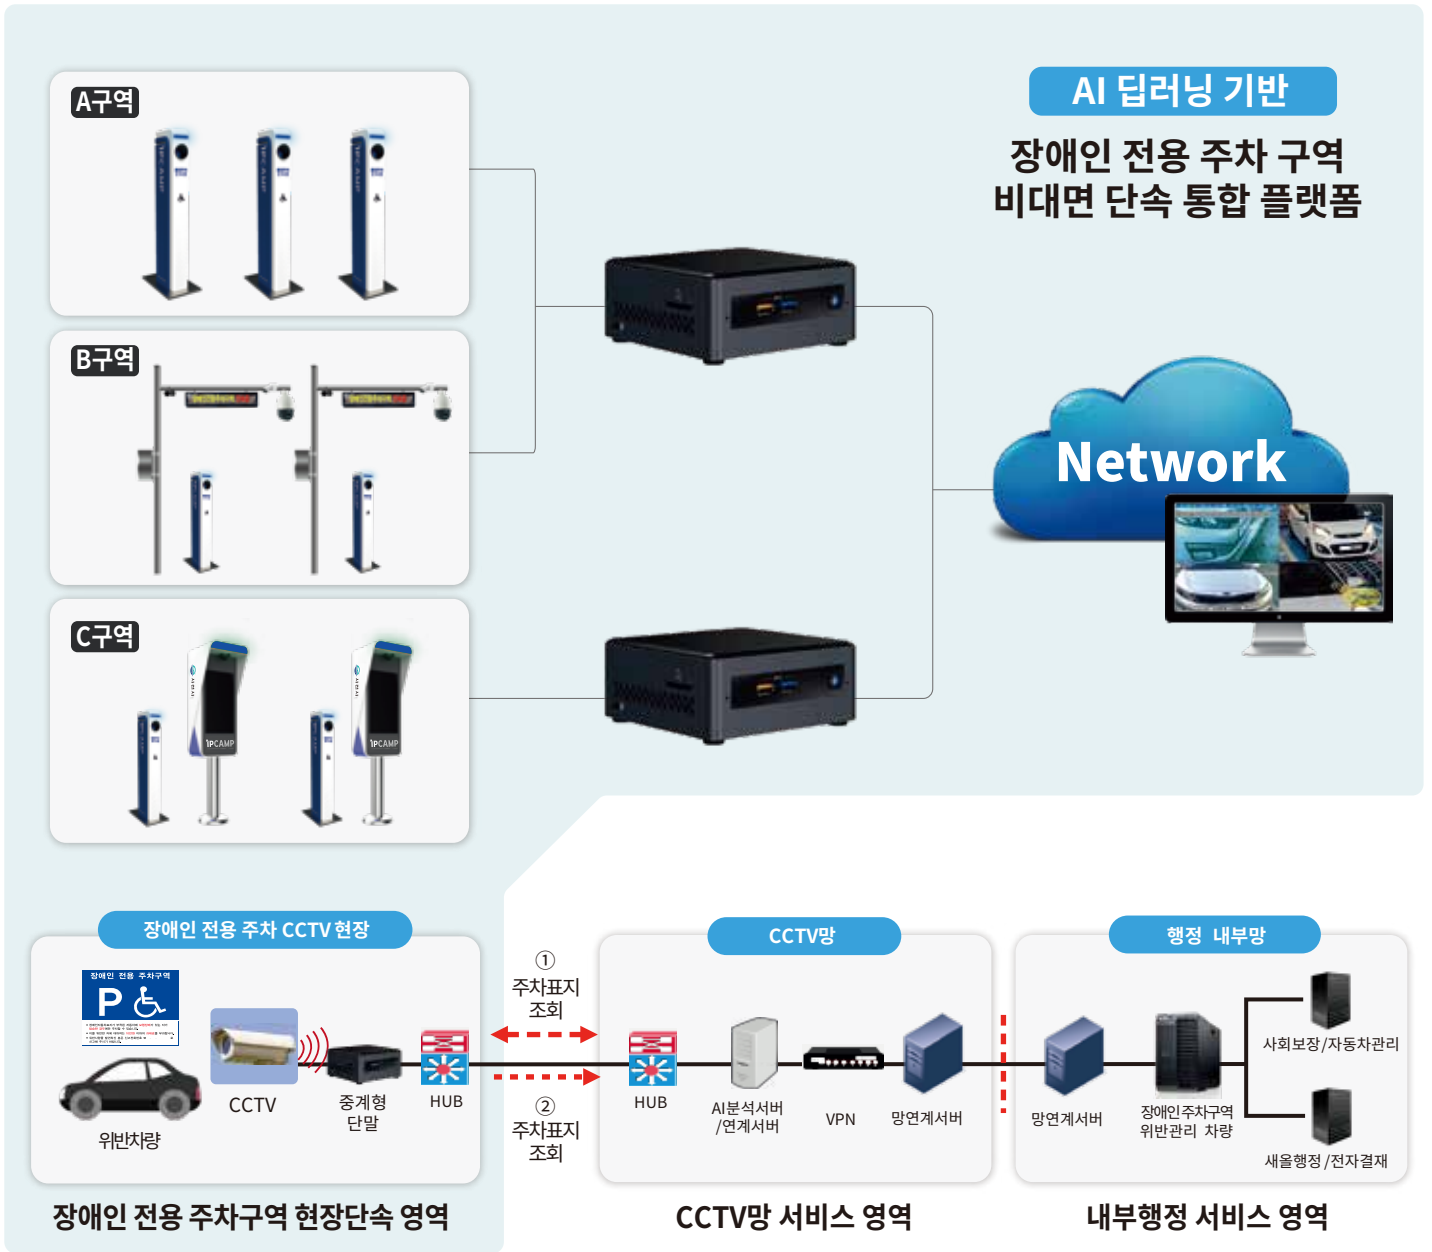 A구역
AI 딥러닝 기반
장애인 전용 주차 구역
비대면 단속 통합 플랫폼
B구역
Network
C구역
IPCAMP
IPCAMP
장애인 전용 주차 CCTV 현장
장애인 전용 주차구역
P
CCTV
중계형
단말
HUB
위반차량
장애인 전용 주차구역 현장단속 영역
①
주차표지
조회
②
주차표지
조회
CCTV망
HUB
AI분석서버
/연계서버
VPN
망연계서버
CCTV망 서비스 영역
행정 내부망
망연계서버
장애인주차구역
위반관리 차량
사회보장/자동차관리
새올행정/전자결재
내부행정 서비스 영역